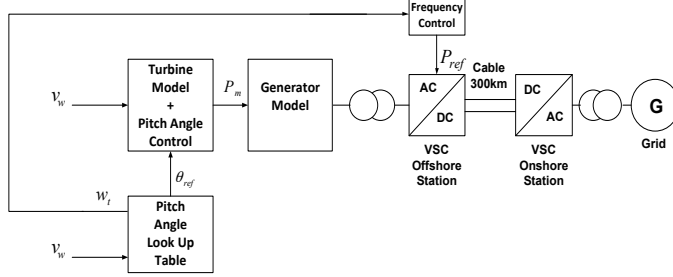 Frequency
Control
P_ref
Cable
300km
Turbine
Model
+
Pitch Angle
Control
v_w
P_m
Generator
Model
AC
DC
DC
AC
G
Grid
VSC
Offshore
Station
VSC
Onshore
Station
θ_ref
w_t
Pitch
Angle
Look Up
Table
v_w